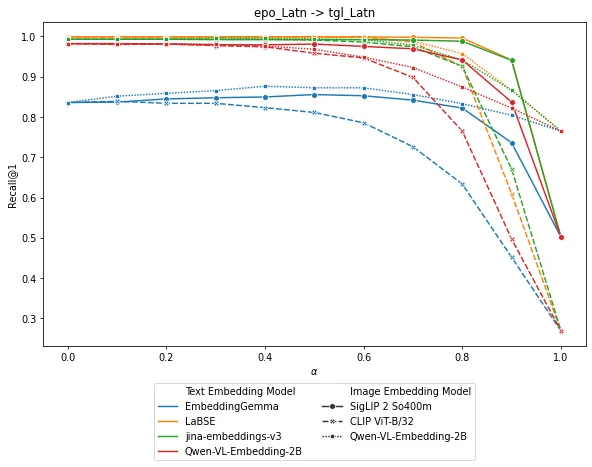 epo_Latn -> tgl_Latn
Recall@1
1.0
0.9
0.8
0.7
0.6
0.5
0.4
0.3
0.0 0.2 0.4 0.6 0.8 1.0
α
Text Embedding Model Image Embedding Model
EmbeddingGemma SigLIP 2 So400m
LaBSE CLIP ViT-B/32
jina-embeddings-v3 Qwen-VL-Embedding-2B
Qwen-VL-Embedding-2B